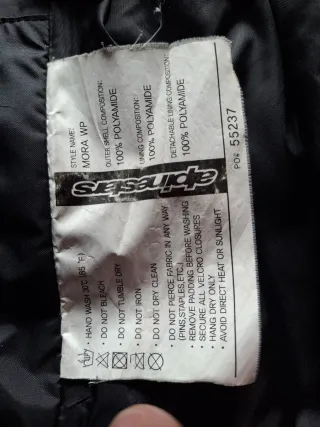 STYLE NAME:
MORA WP
OUTER SHELL COMPOSITION:
100% POLYAMIDE
LINING COMPOSITION:
100% POLYAMIDE
DETACHABLE LINING COMPOSITION:
100% POLYAMIDE
PO#: 55237
alpinestars
• HAND WASH 30°C (85 °F)
• DO NOT BLEACH
• DO NOT TUMBLE DRY
• DO NOT IRON
• DO NOT DRY CLEAN
• DO NOT PIERCE FABRIC IN ANY WAY
(PINS,STAPLES,ETC.)
• REMOVE PADDING BEFORE WASHING
• SECURE ALL VELCRO CLOSURES
• HANG DRY ONLY
• AVOID DIRECT HEAT OR SUNLIGHT